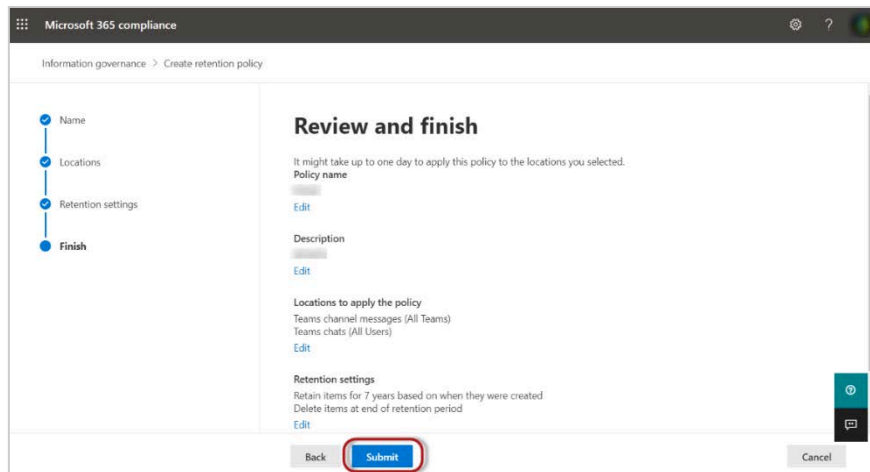 Microsoft 365 compliance
?
Information governance > Create retention policy
Name
Locations
Retention settings
Finish
Review and finish
It might take up to one day to apply this policy to the locations you selected.
Policy name
Edit
Description
Edit
Locations to apply the policy
Teams channel messages (All Teams)
Teams chats (All Users)
Edit
Retention settings
Retain items for 7 years based on when they were created
Delete items at end of retention period
Edit
Back
Submit
Cancel